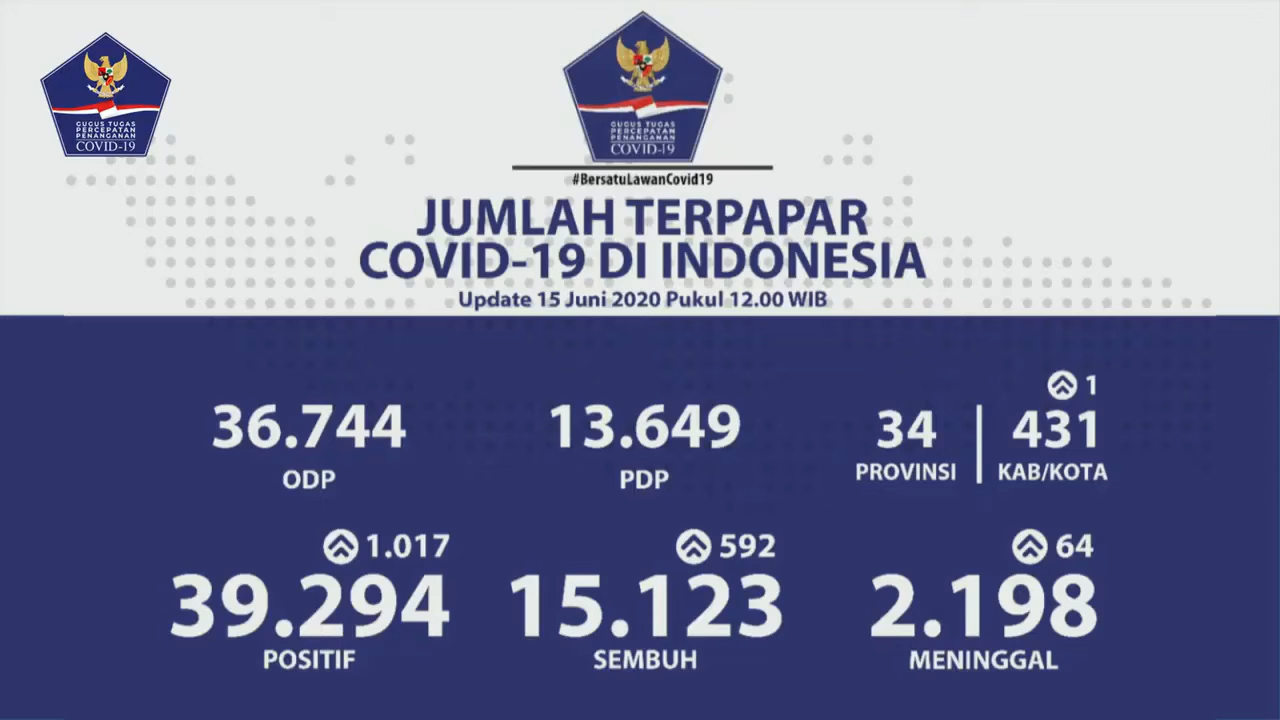 GUGUS TUGAS
PERCEPATAN
PENANGANAN
COVID-19
GUGUS TUGAS
PERCEPATAN
PENANGANAN
COVID-19
#BersatuLawanCovid19
JUMLAH TERPAPAR
COVID-19 DI INDONESIA
Update 15 Juni 2020 Pukul 12.00 WIB
36.744
ODP
13.649
PDP
34
PROVINSI
1
431
KAB/KOTA
1.017
39.294
POSITIF
592
15.123
SEMBUH
64
2.198
MENINGGAL